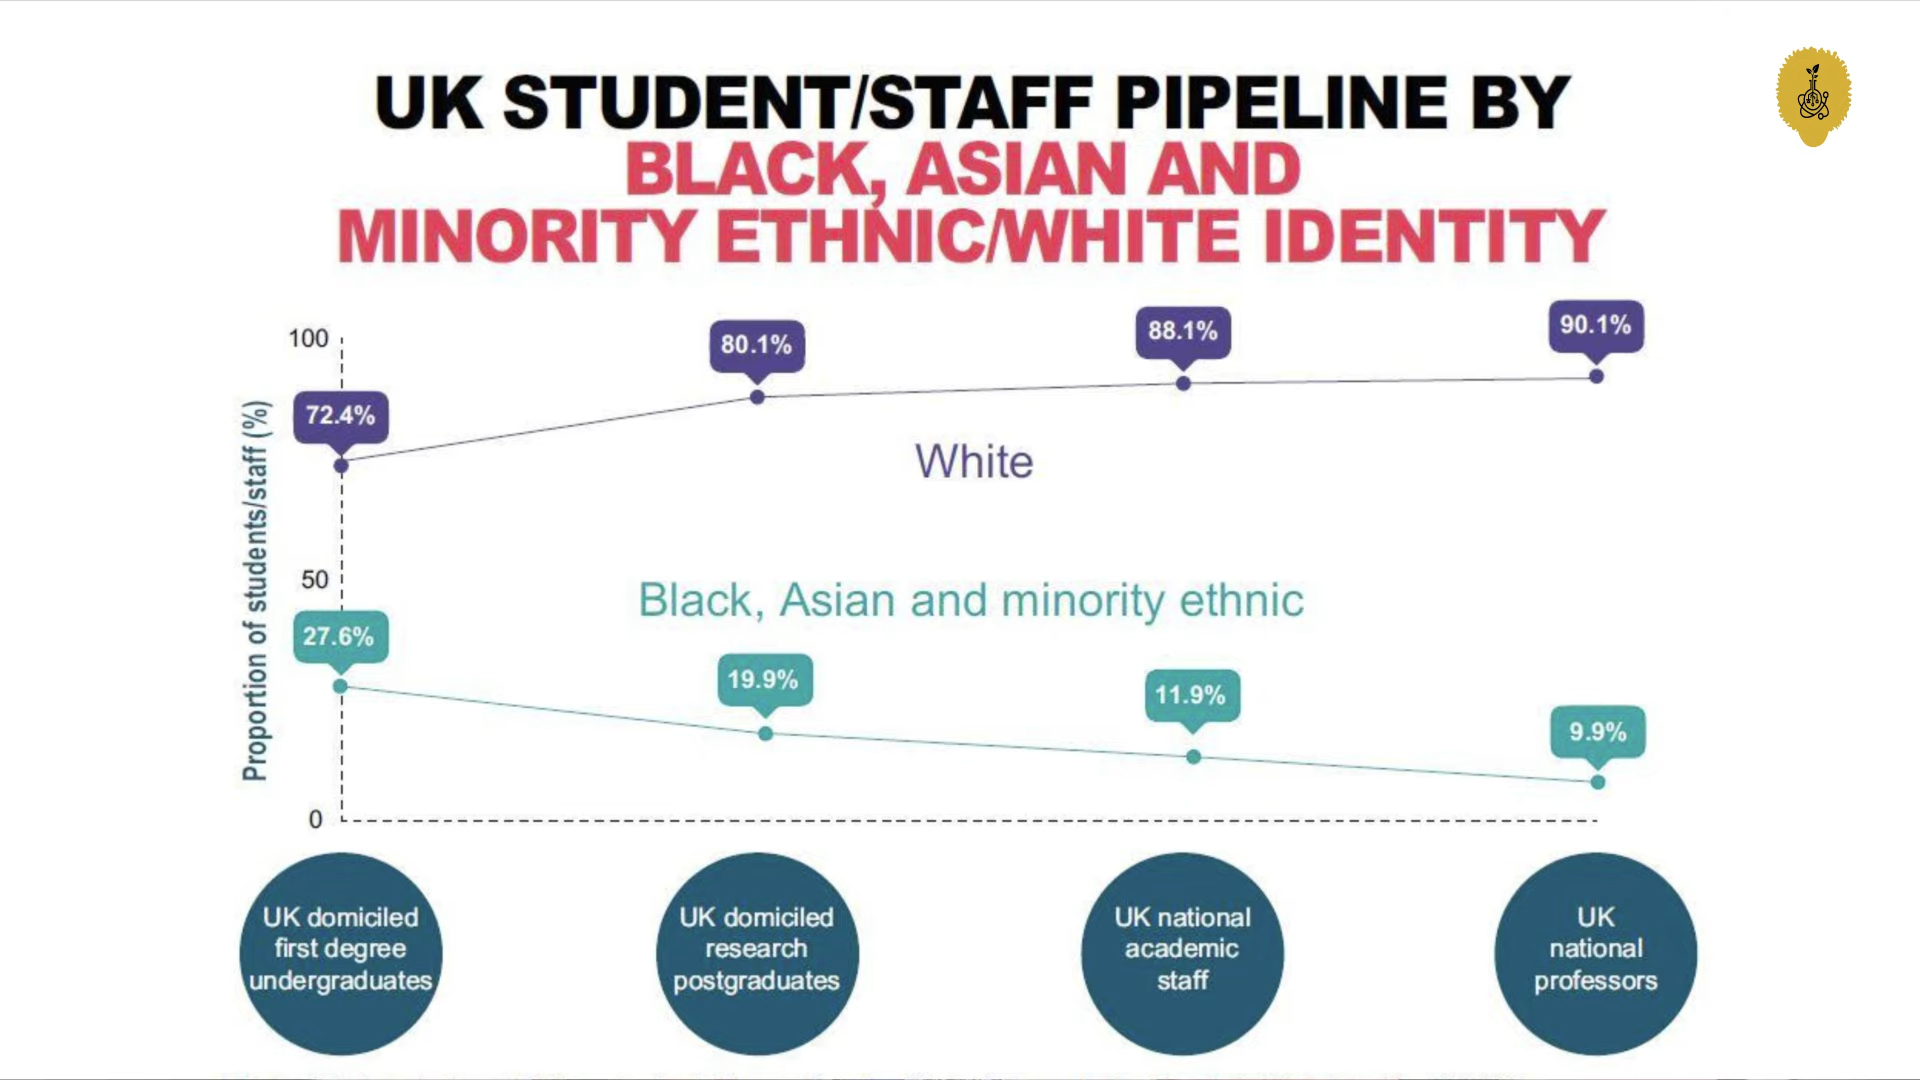 UK STUDENT/STAFF PIPELINE BY
BLACK, ASIAN AND
MINORITY ETHNIC/WHITE IDENTITY
Proportion of students/staff (%)
100
50
0
72.4%
80.1%
88.1%
90.1%
White
Black, Asian and minority ethnic
27.6%
19.9%
11.9%
9.9%
UK domiciled
first degree
undergraduates
UK domiciled
research
postgraduates
UK national
academic
staff
UK
national
professors